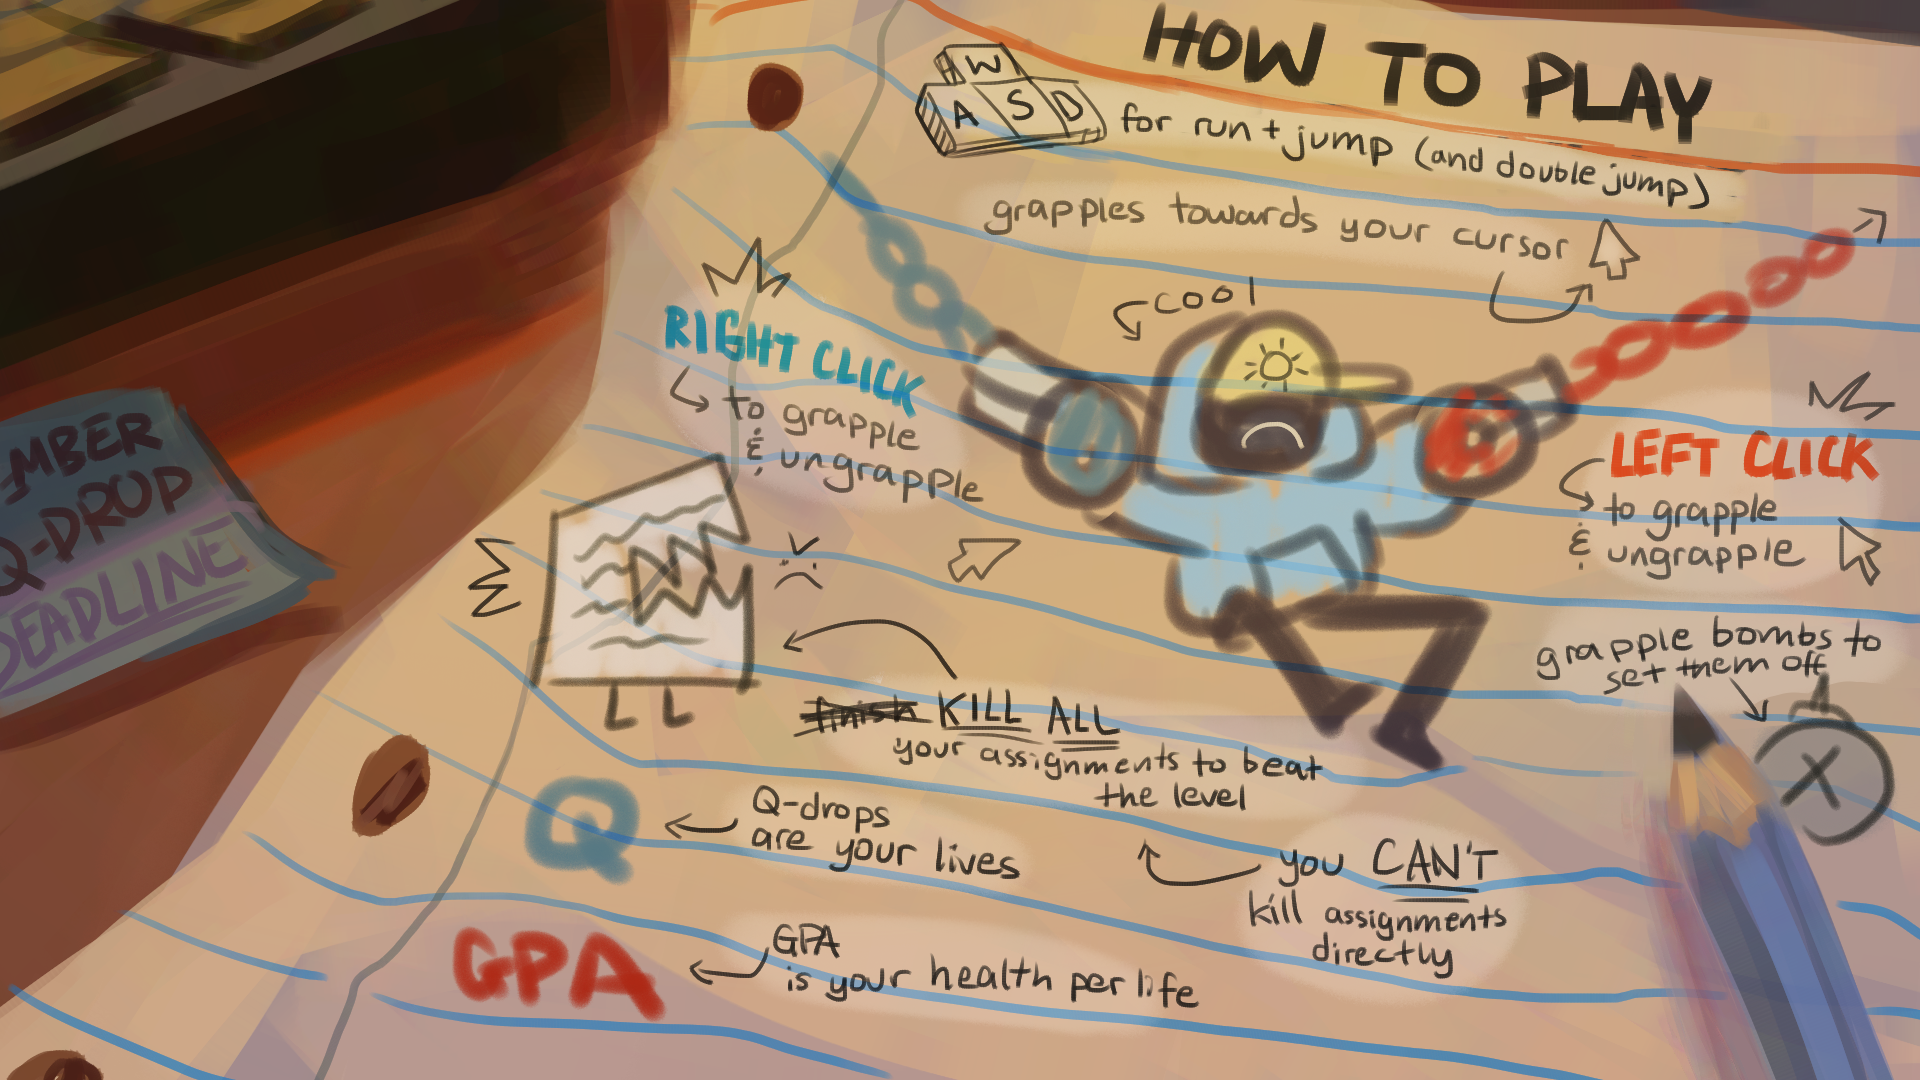 HOW TO PLAY
W
A S D
for run + jump (and double jump)
grapples towards your cursor
cool
RIGHT CLICK
to grapple
& ungrapple
LEFT CLICK
to grapple
& ungrapple
grapple bombs to
set them off
X
finish KILL ALL
your assignments to beat
the level
Q
Q-drops
are your lives
you CAN'T
kill assignments
directly
GPA
GPA
is your health per life
-MBER
Q-DROP
DEADLINE